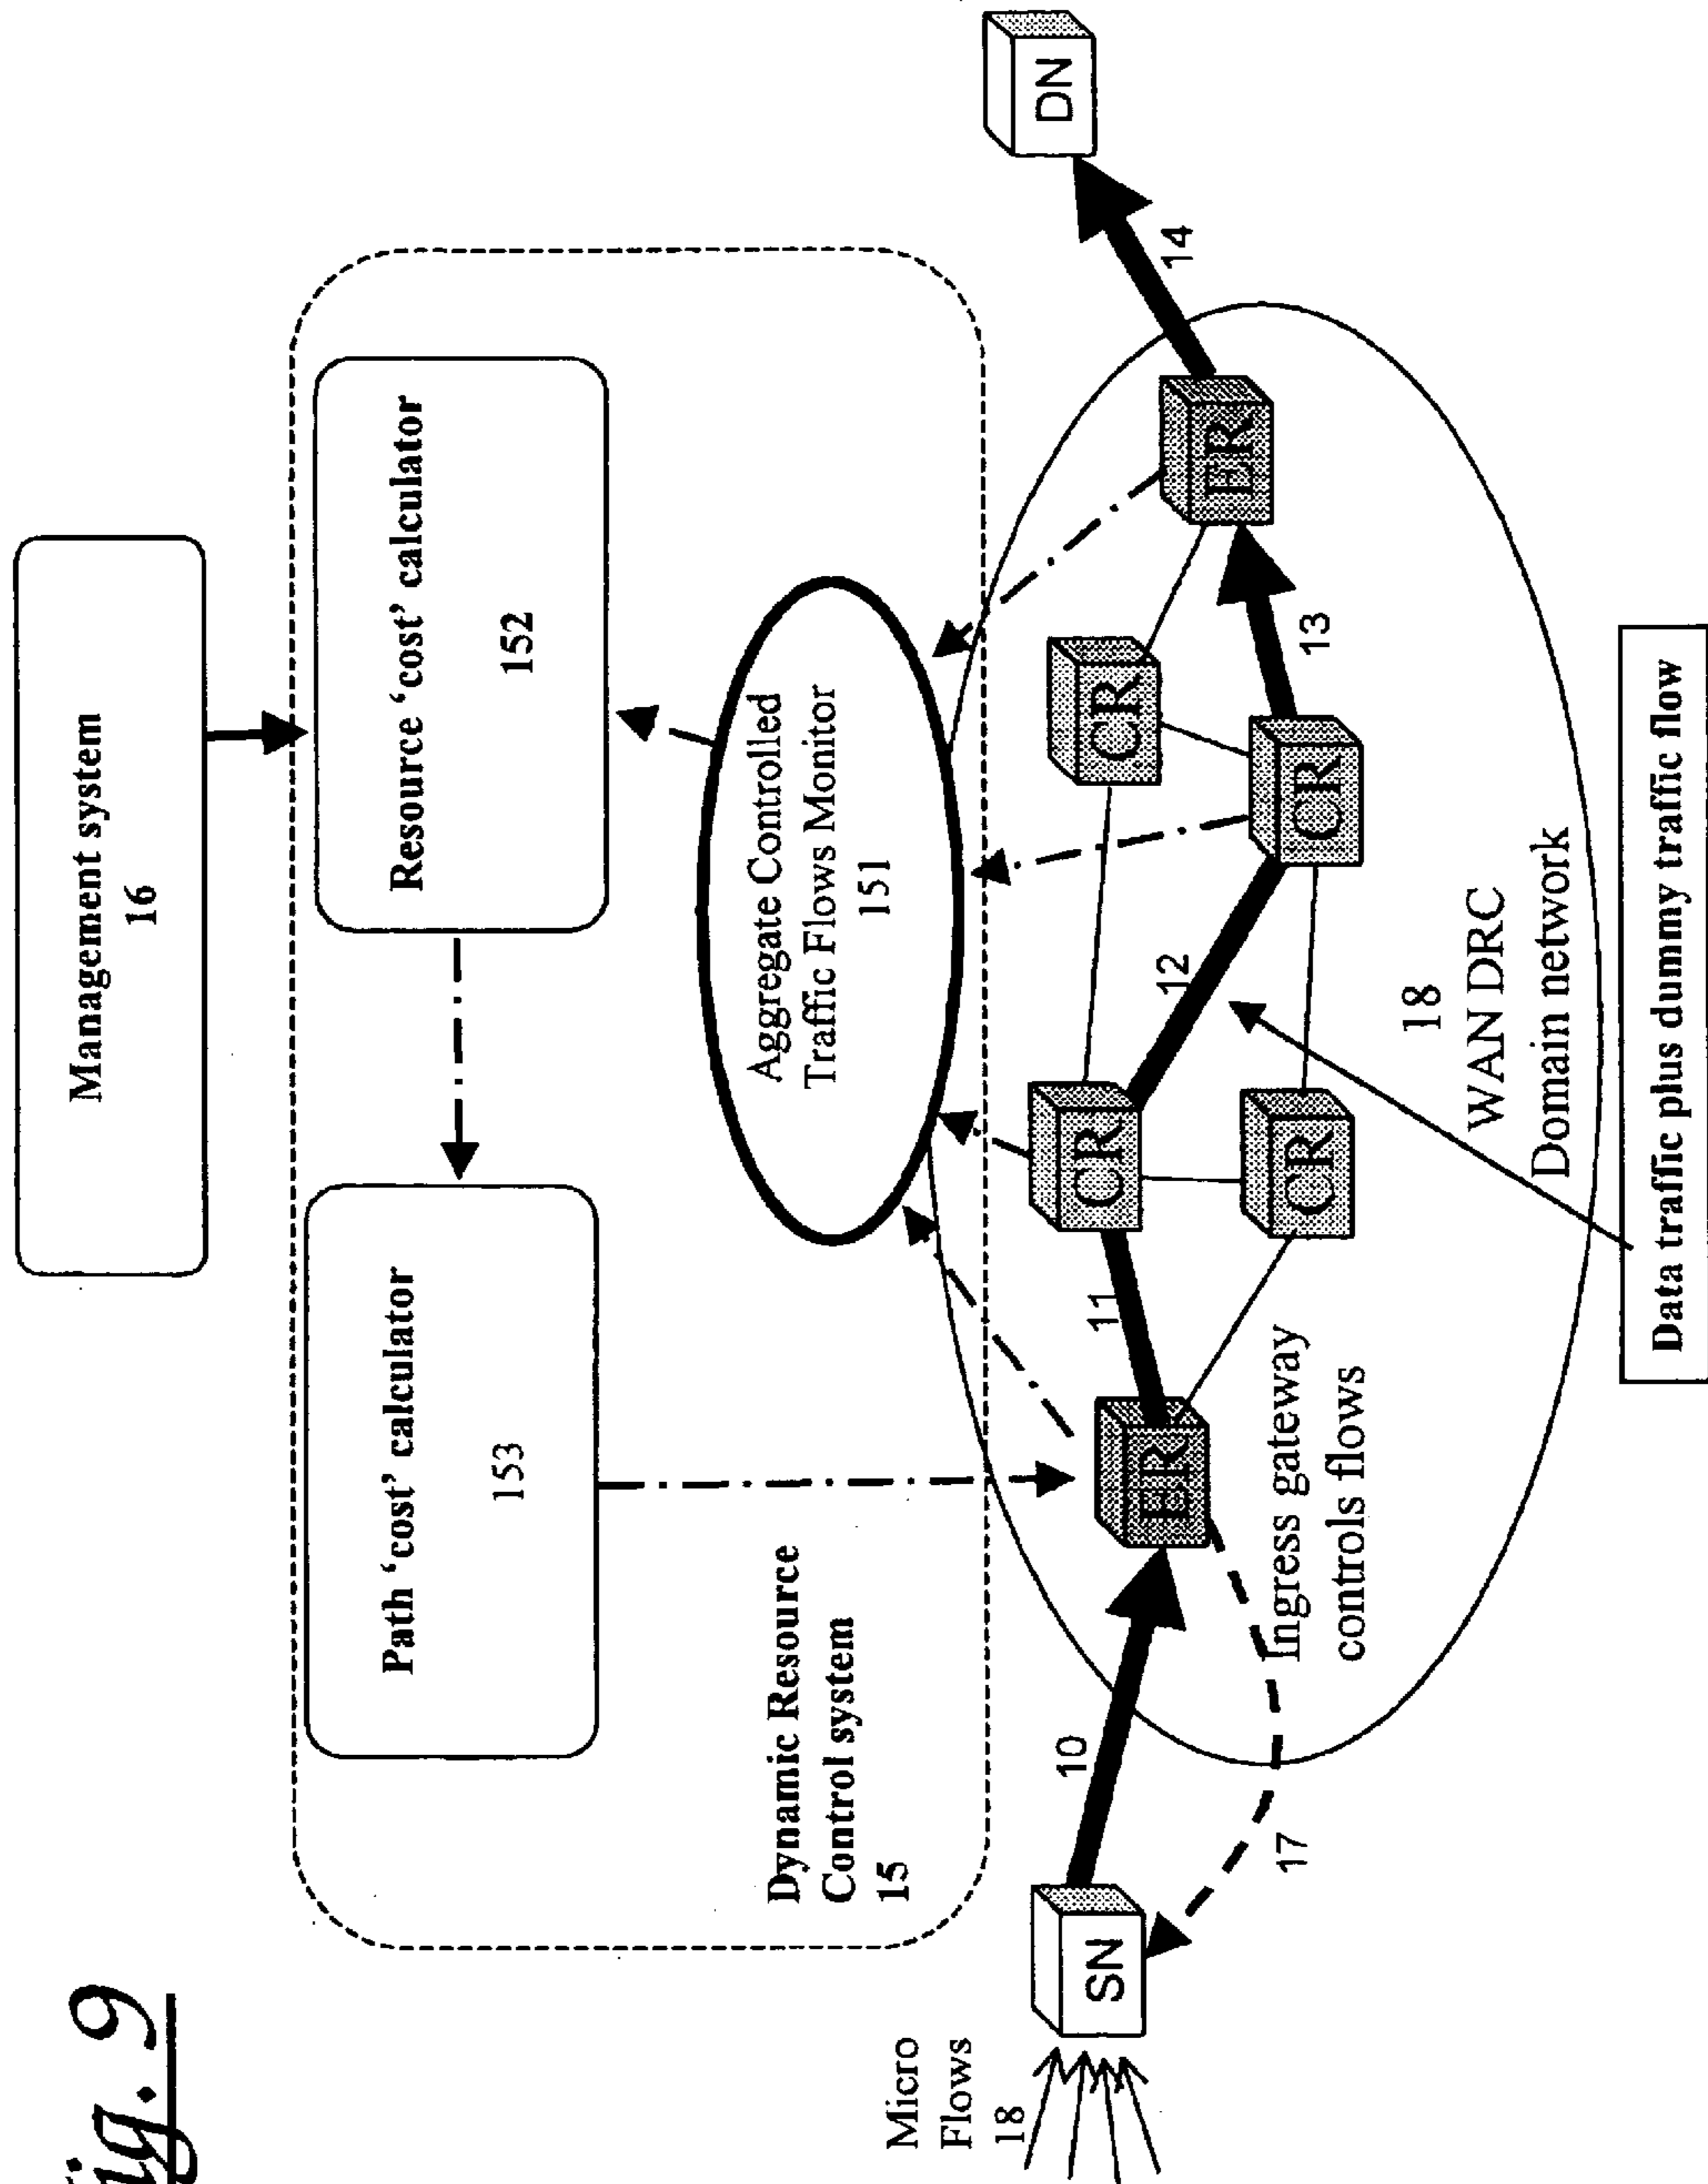 Fig. 9
Management system
16
Path ‘cost’ calculator
153
Resource ‘cost’ calculator
152
Dynamic Resource
Control system
15
Aggregate Controlled
Traffic Flows Monitor
151
Micro
Flows
18
SN
10
17
ER
11
Ingress gateway
controls flows
CR
CR
12
CR
CR
13
ER
14
DN
18
WAN DRC
Domain network
Data traffic plus dummy traffic flow